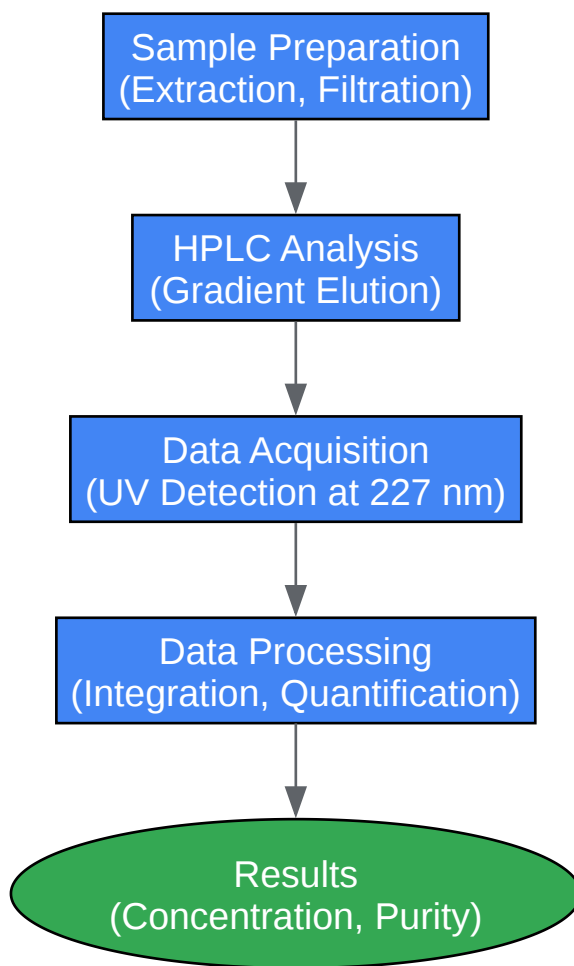 Sample Preparation
(Extraction, Filtration)
HPLC Analysis
(Gradient Elution)
Data Acquisition
(UV Detection at 227 nm)
Data Processing
(Integration, Quantification)
Results
(Concentration, Purity)